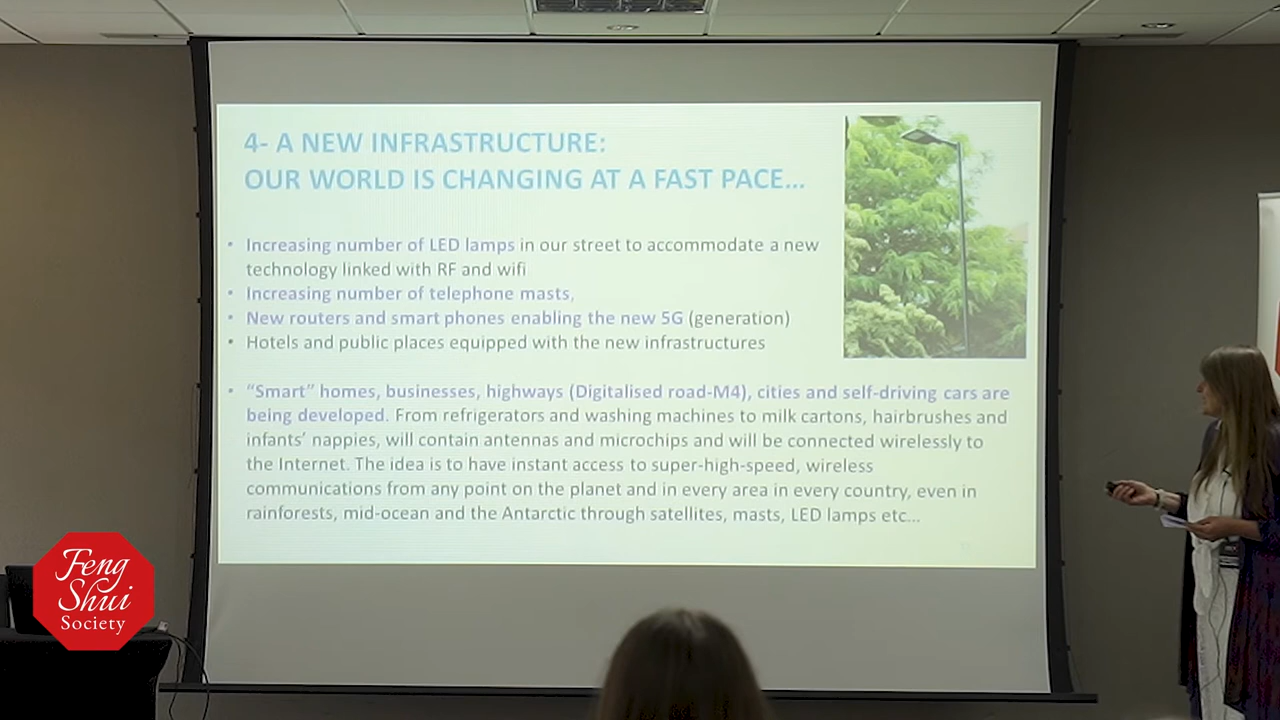 4- A NEW INFRASTRUCTURE:
OUR WORLD IS CHANGING AT A FAST PACE...
• Increasing number of LED lamps in our street to accommodate a new
technology linked with RF and wifi
• Increasing number of telephone masts,
• New routers and smart phones enabling the new 5G (generation)
• Hotels and public places equipped with the new infrastructures
• “Smart” homes, businesses, highways (Digitalised road-M4), cities and self-driving cars are
being developed. From refrigerators and washing machines to milk cartons, hairbrushes and
infants’ nappies, will contain antennas and microchips and will be connected wirelessly to
the Internet. The idea is to have instant access to super-high-speed, wireless
communications from any point on the planet and in every area in every country, even in
rainforests, mid-ocean and the Antarctic through satellites, masts, LED lamps etc...
Feng
Shui
Society